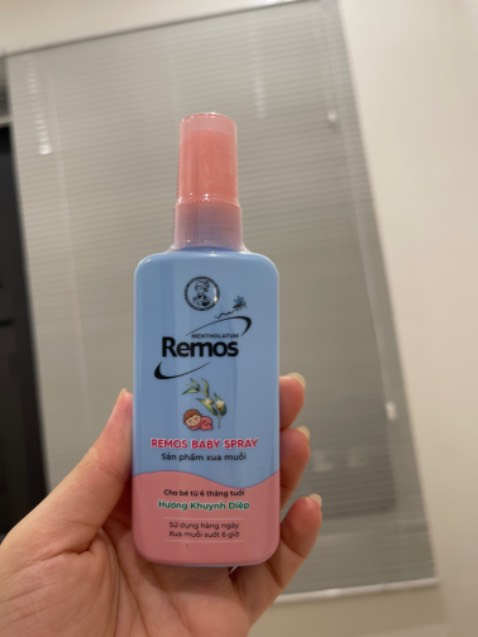 MENTHOLATUM
Remos
REMOS BABY SPRAY
Sản phẩm xua muỗi
Cho bé từ 6 tháng tuổi
Hương Khuynh Diệp
Sử dụng hàng ngày
Xua muỗi suốt 6 giờ